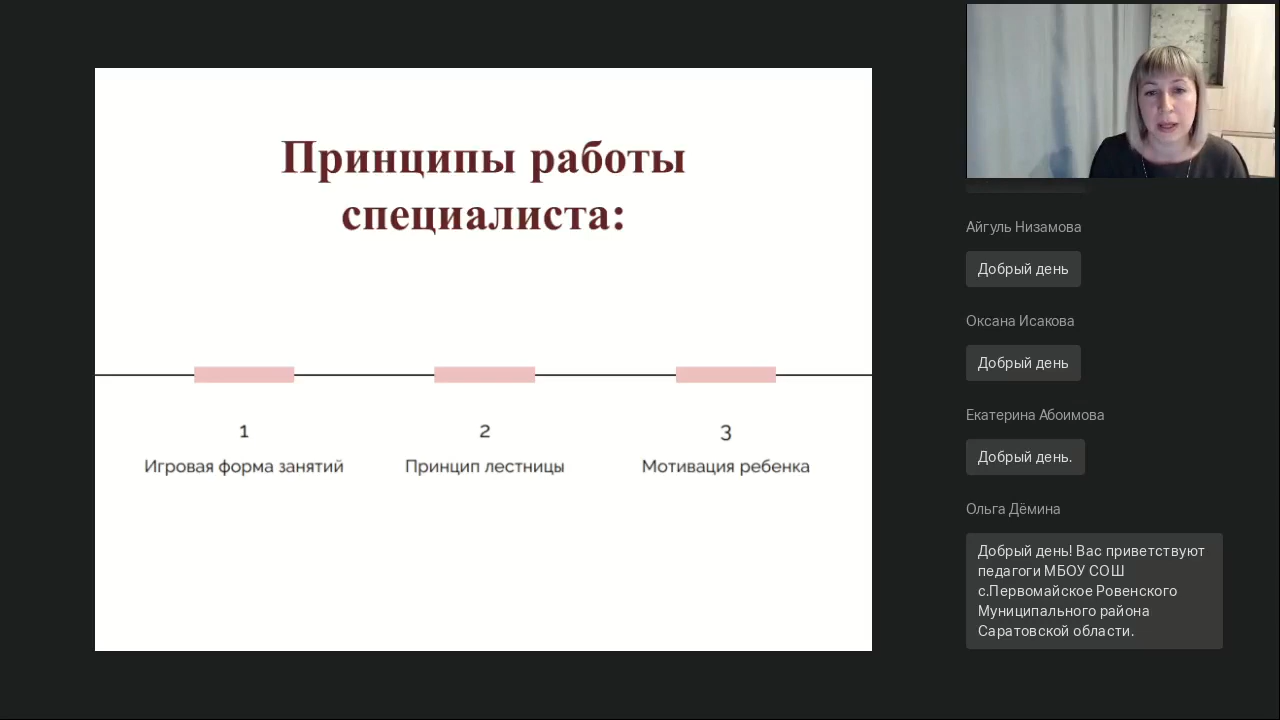 Принципы работы
специалиста:
1
Игровая форма занятий
2
Принцип лестницы
3
Мотивация ребенка
Айгуль Низамова
Добрый день
Оксана Исакова
Добрый день
Екатерина Абоимова
Добрый день.
Ольга Дёмина
Добрый день! Вас приветствуют
педагоги МБОУ СОШ
с.Первомайское Ровенского
Муниципального района
Саратовской области.